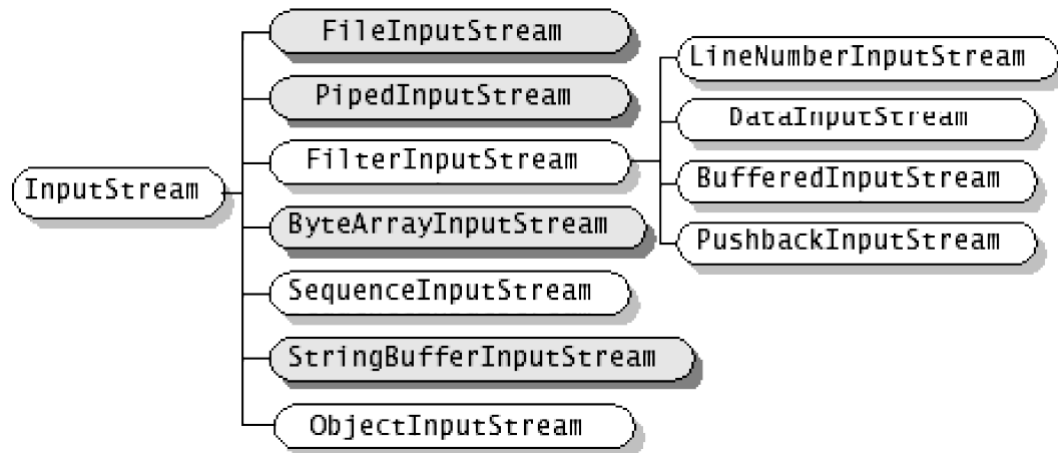 InputStream
FileInputStream
PipedInputStream
FilterInputStream
ByteArrayInputStream
SequenceInputStream
StringBufferInputStream
ObjectInputStream
LineNumberInputStream
DataInputStream
BufferedInputStream
PushbackInputStream